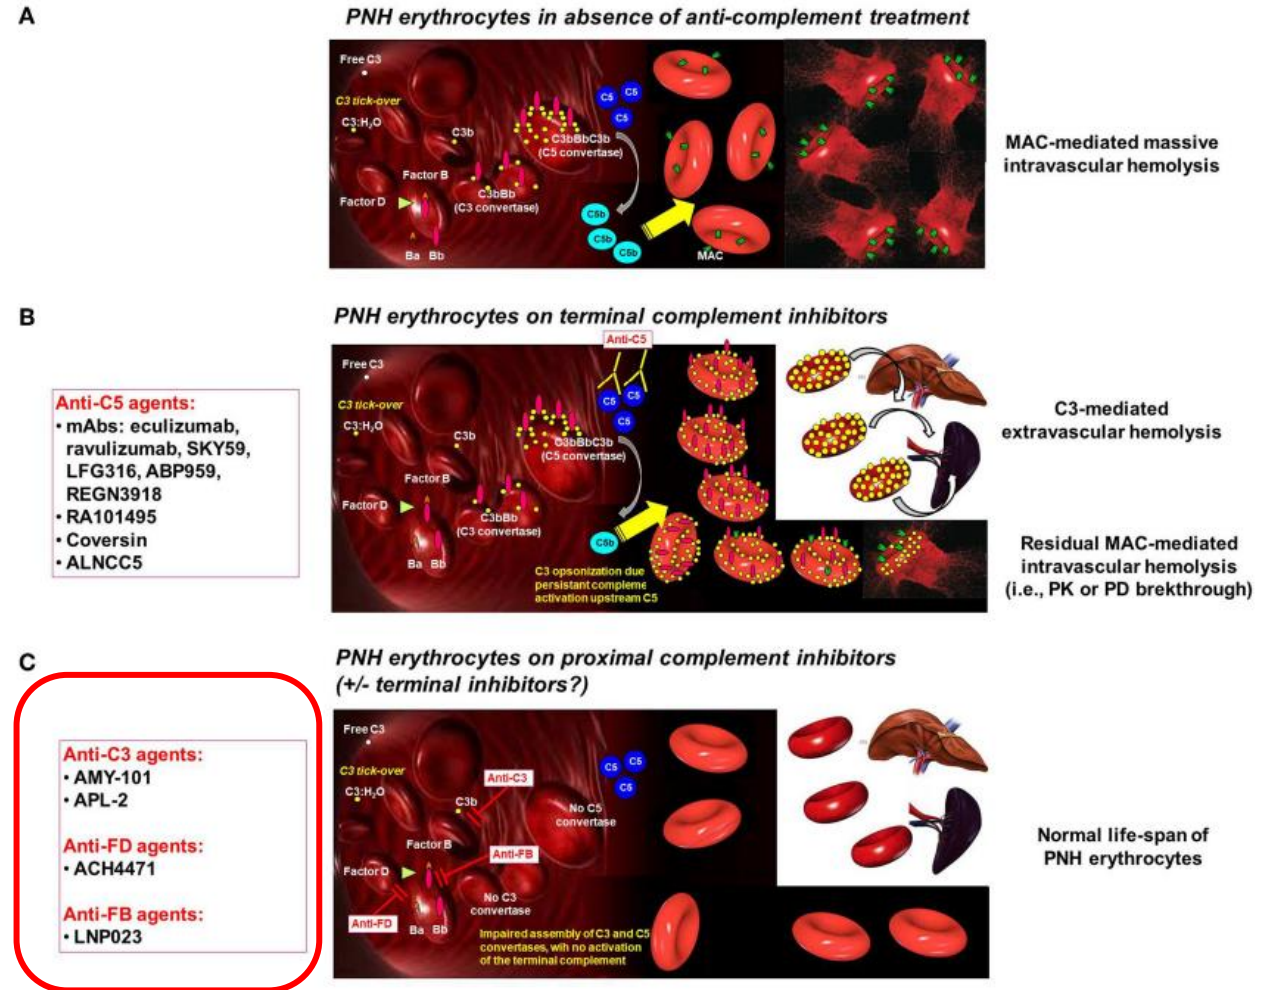 A
PNH erythrocytes in absence of anti-complement treatment
Free C3
C3 tick-over
C3:H₂O
C3b
Factor B
Factor D
Ba Bb
C3bBb
(C3 convertase)
C3bBbC3b
(C5 convertase)
C5
C5
C5
C5b
C5b
C5b
MAC
MAC-mediated massive
intravascular hemolysis
B
PNH erythrocytes on terminal complement inhibitors
Anti-C5 agents:
• mAbs: eculizumab,
ravulizumab, SKY59,
LFG316, ABP959,
REGN3918
• RA101495
• Coversin
• ALNCC5
Anti-C5
Free C3
C3 tick-over
C3:H₂O
C3b
Factor B
Factor D
Ba Bb
C3bBb
(C3 convertase)
C3bBbC3b
(C5 convertase)
C5
C5
C5
C5b
C3 opsonization due
persistant compleme
activation upstream C5
C3-mediated
extravascular hemolysis
Residual MAC-mediated
intravascular hemolysis
(i.e., PK or PD brekthrough)
C
PNH erythrocytes on proximal complement inhibitors
(+/- terminal inhibitors?)
Anti-C3 agents:
• AMY-101
• APL-2
Anti-FD agents:
• ACH4471
Anti-FB agents:
• LNP023
Free C3
C3 tick-over
C3:H₂O
C3b
Anti-C3
Factor B
Anti-FB
Factor D
Anti-FD
Ba Bb
No C3
convertase
No C5
convertase
C5
C5
C5
Impaired assembly of C3 and C5
convertases, wih no activation
of the terminal complement
Normal life-span of
PNH erythrocytes